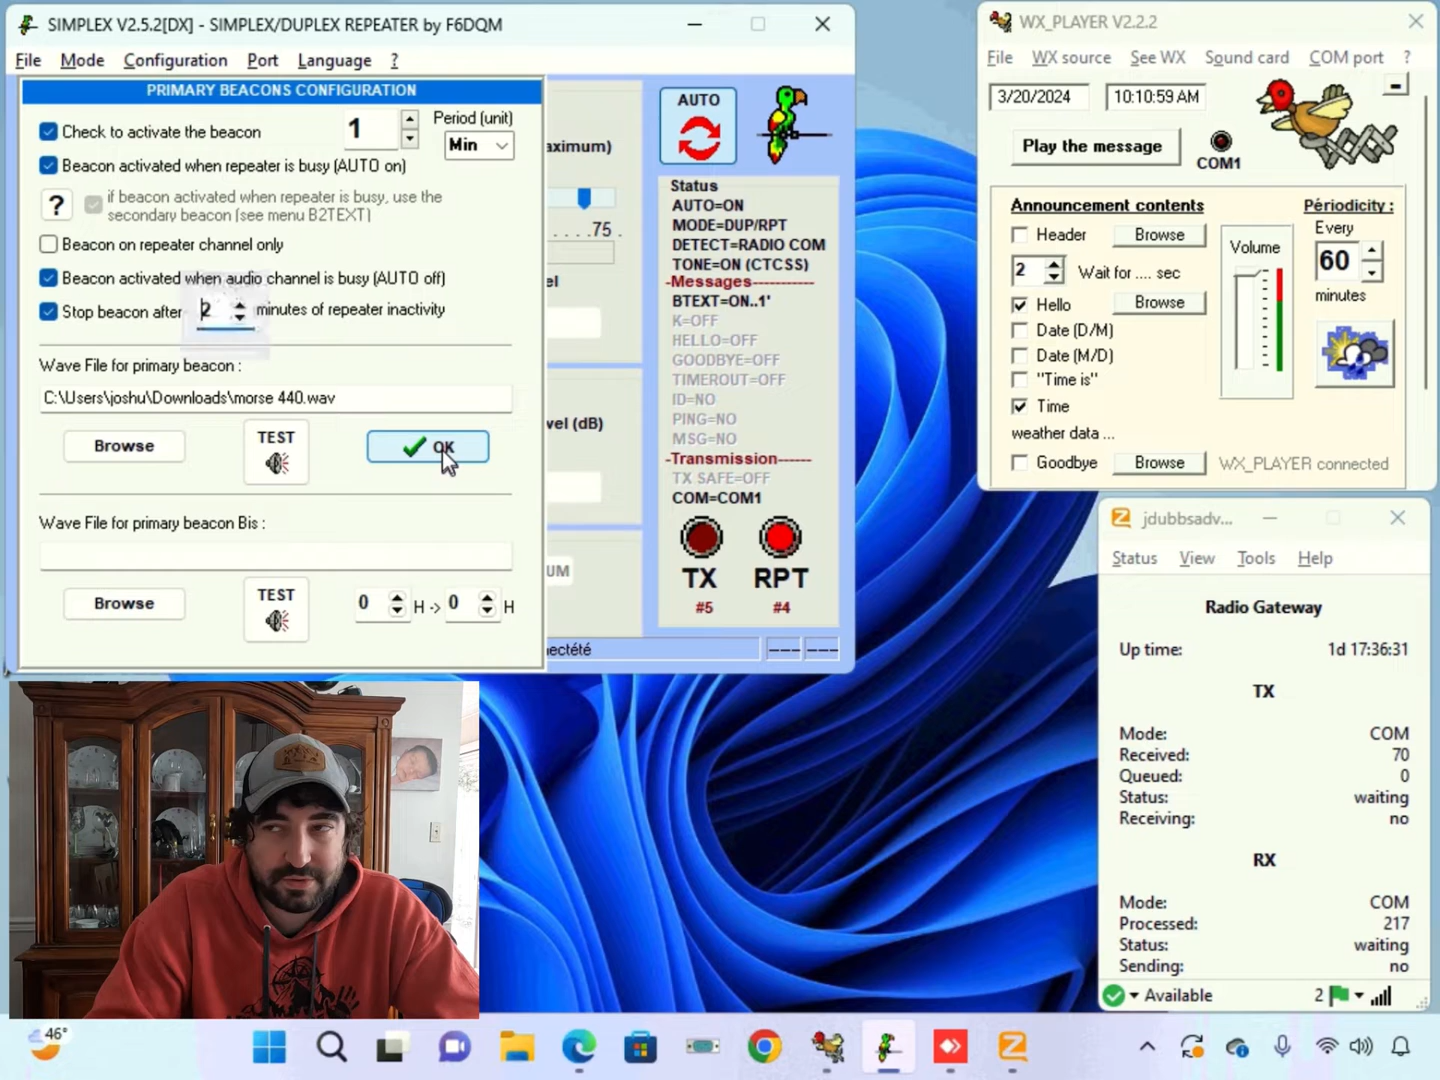 SIMPLEX V2.5.2[DX] - SIMPLEX/DUPLEX REPEATER by F6DQM
File Mode Configuration Port Language ?
PRIMARY BEACONS CONFIGURATION
Check to activate the beacon
1
Period (unit)
Min
Beacon activated when repeater is busy (AUTO on)
?
if beacon activated when repeater is busy, use the
secondary beacon (see menu B2TEXT)
Beacon on repeater channel only
Beacon activated when audio channel is busy (AUTO off)
Stop beacon after 2 minutes of repeater inactivity
Wave File for primary beacon :
C:\Users\joshu\Downloads\morse 440.wav
Browse
TEST
OK
Wave File for primary beacon Bis :
Browse
TEST
0 H -> 0 H
aximum)
....75 .
el
vel (dB)
UM
ectété
--- ---
AUTO
Status
AUTO=ON
MODE=DUP/RPT
DETECT=RADIO COM
TONE=ON (CTCSS)
-Messages-----------
BTEXT=ON..1'
K=OFF
HELLO=OFF
GOODBYE=OFF
TIMEROUT=OFF
ID=NO
PING=NO
MSG=NO
-Transmission------
TX SAFE=OFF
COM=COM1
TX RPT
#5 #4
WX_PLAYER V2.2.2
File WX source See WX Sound card COM port ?
3/20/2024 10:10:59 AM
Play the message
COM1
Announcement contents
Header Browse
2 Wait for .... sec
Hello Browse
Date (D/M)
Date (M/D)
"Time is"
Time
weather data ...
Goodbye Browse
Volume
Périodicity :
Every
60
minutes
WX_PLAYER connected
jdubbsadv...
Status View Tools Help
Radio Gateway
Up time: 1d 17:36:31
TX
Mode: COM
Received: 70
Queued: 0
Status: waiting
Receiving: no
RX
Mode: COM
Processed: 217
Status: waiting
Sending: no
Available 2
46°